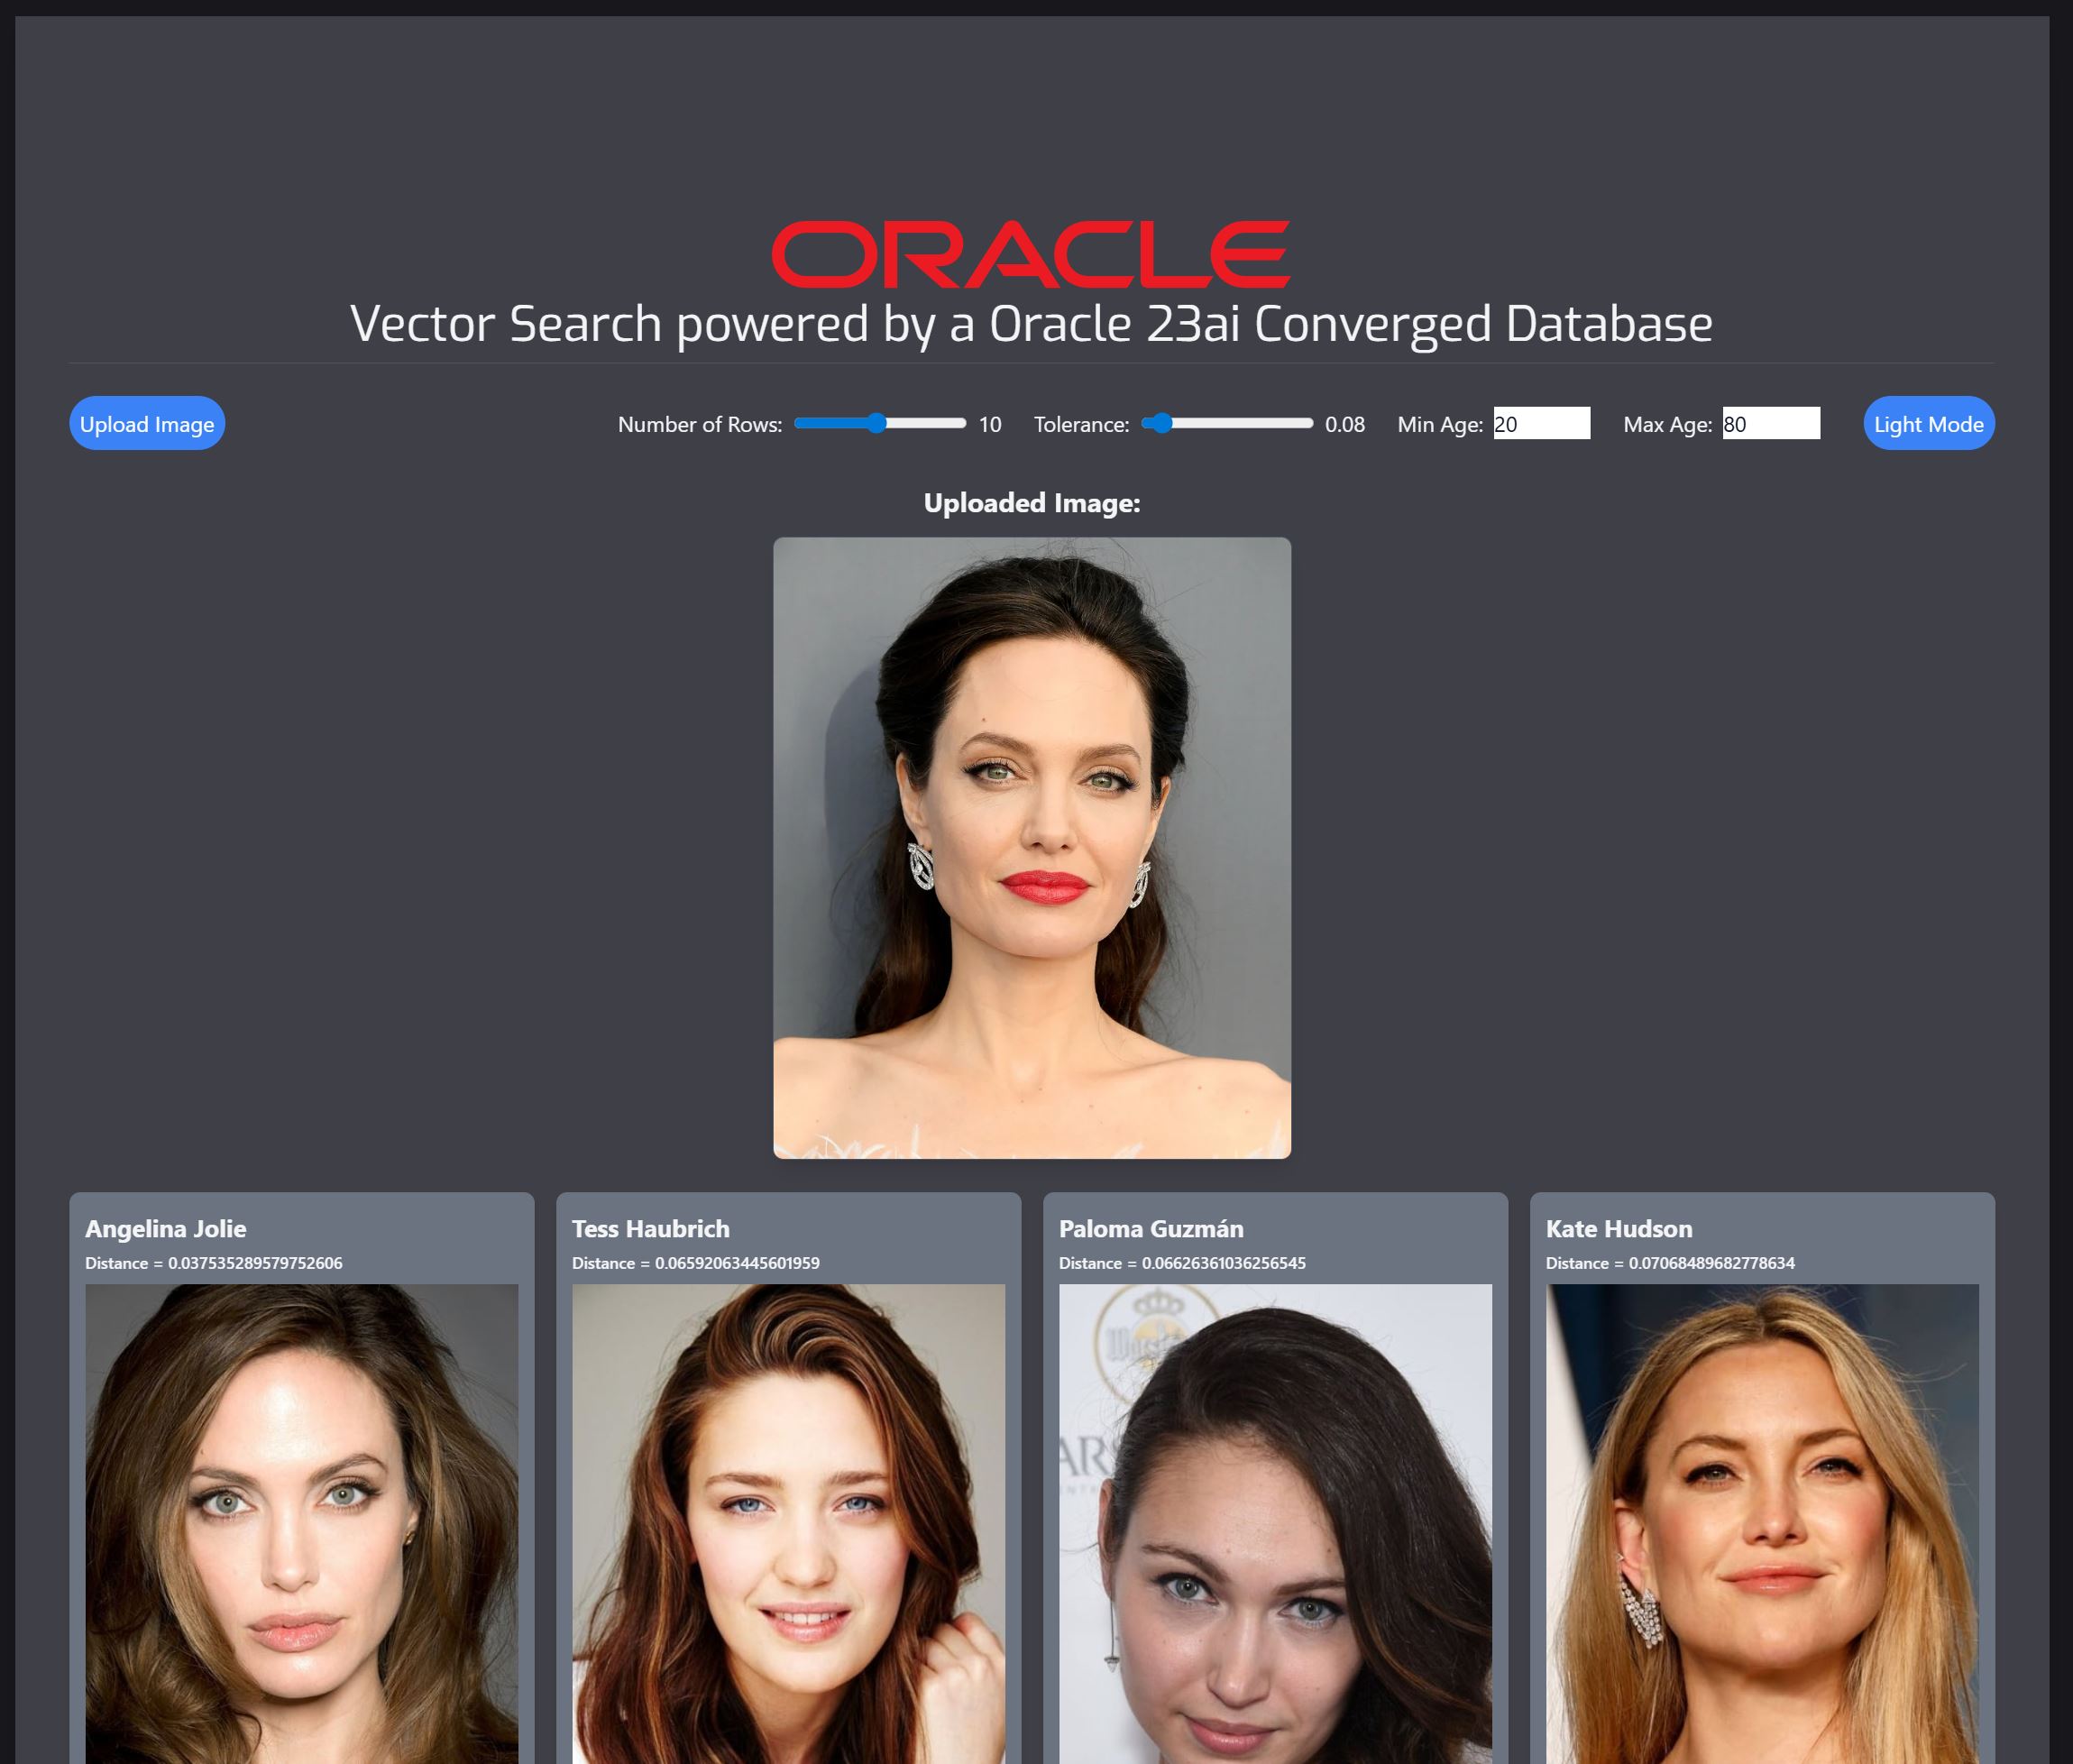 ORACLE
Vector Search powered by a Oracle 23ai Converged Database
Upload Image
Number of Rows: 10 Tolerance: 0.08 Min Age: 20 Max Age: 80
Light Mode
Uploaded Image:
Angelina Jolie
Distance = 0.037535289579752606
Tess Haubrich
Distance = 0.06592063445601959
Paloma Guzmán
Distance = 0.06626361036256545
Kate Hudson
Distance = 0.07068489682778634